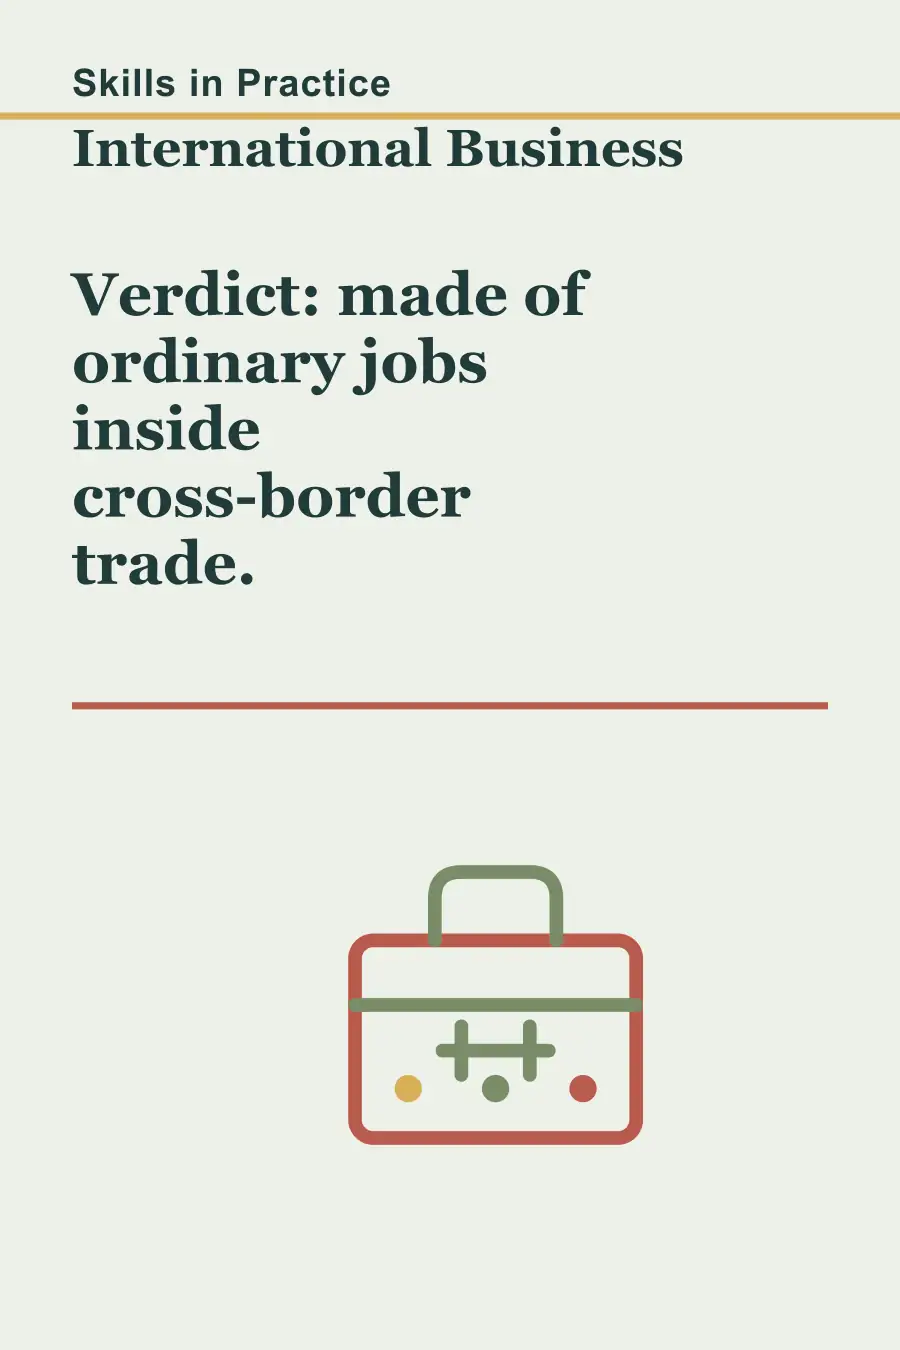 Skills in Practice
International Business
Verdict: made of
ordinary jobs
inside
cross-border
trade.